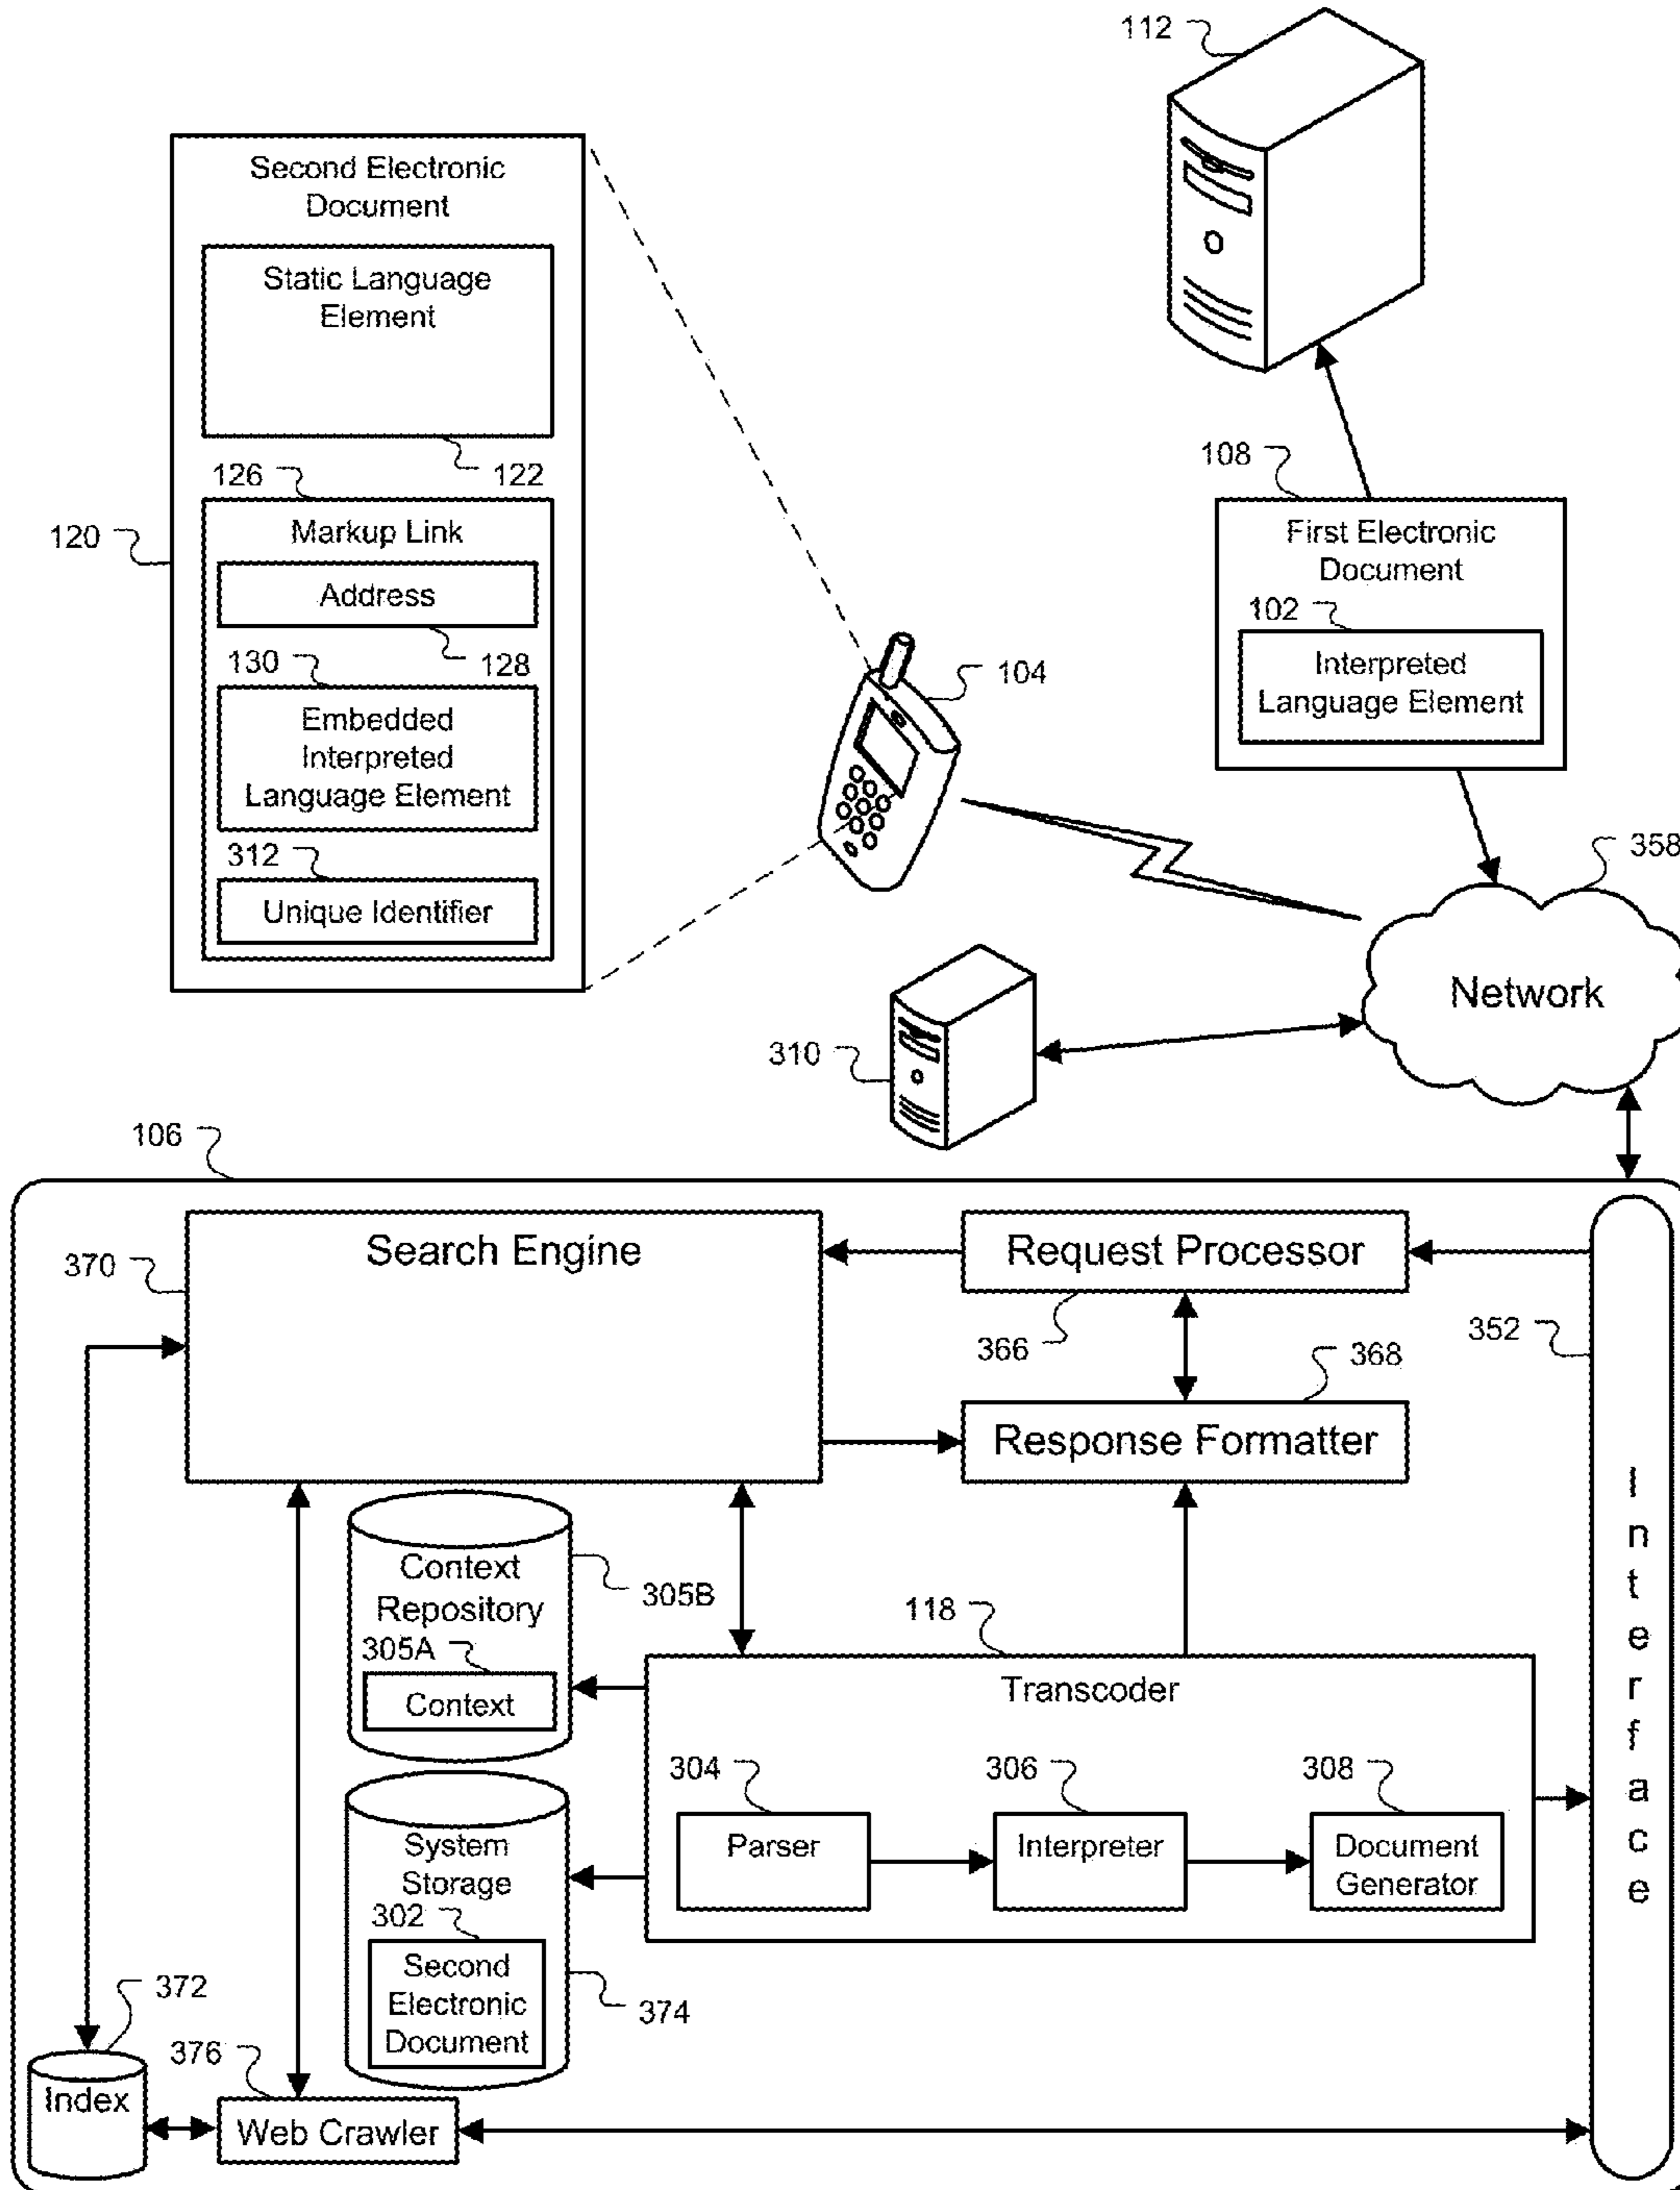 112
Second Electronic
Document
Static Language
Element
122
126
120
Markup Link
Address
128
130
Embedded
Interpreted
Language Element
312
Unique Identifier
104
108
First Electronic
Document
102
Interpreted
Language Element
358
Network
310
106
370
Search Engine
Request Processor
366
352
368
Response Formatter
Interface
Context
Repository
305B
305A
Context
118
Transcoder
304
Parser
306
Interpreter
308
Document
Generator
System
Storage
302
Second
Electronic
Document
374
372
Index
376
Web Crawler